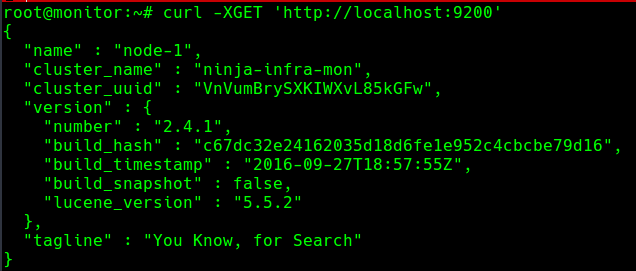 root@monitor:~# curl -XGET 'http://localhost:9200'
{
  "name" : "node-1",
  "cluster_name" : "ninja-infra-mon",
  "cluster_uuid" : "VnVumBrySXKIWXvL85kGFw",
  "version" : {
    "number" : "2.4.1",
    "build_hash" : "c67dc32e24162035d18d6fe1e952c4cbcbe79d16",
    "build_timestamp" : "2016-09-27T18:57:55Z",
    "build_snapshot" : false,
    "lucene_version" : "5.5.2"
  },
  "tagline" : "You Know, for Search"
}